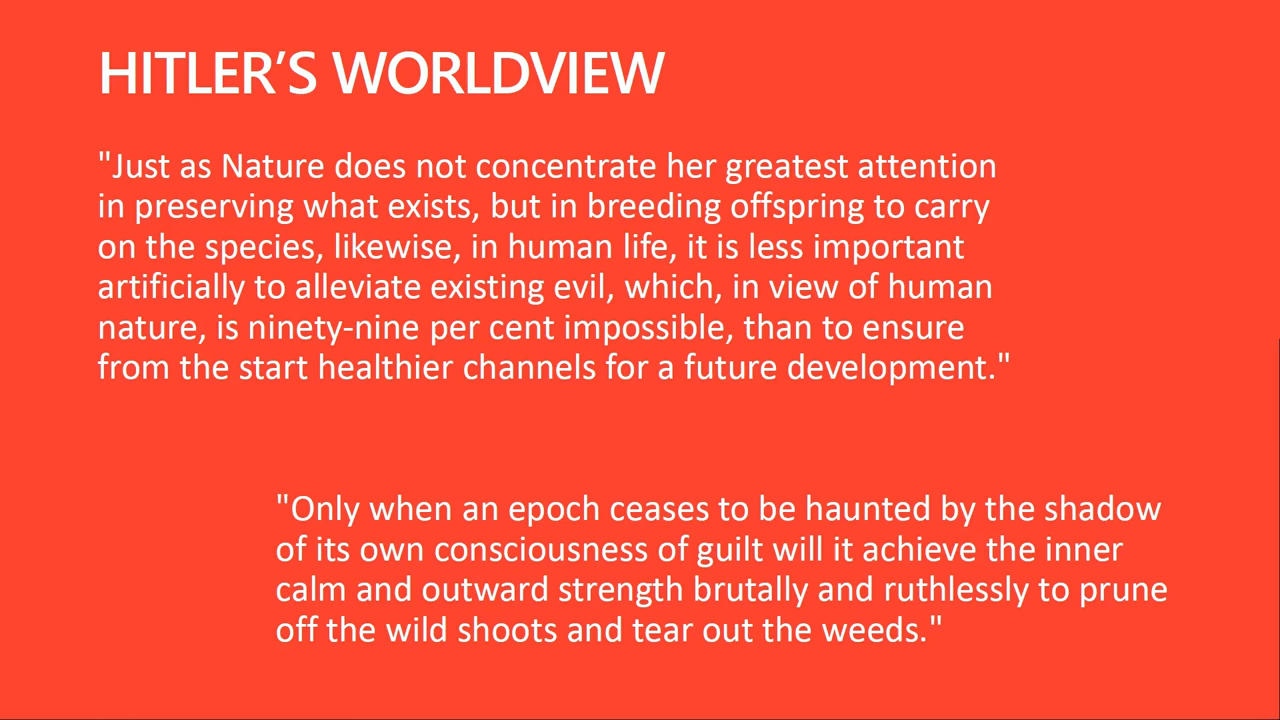 HITLER’S WORLDVIEW
"Just as Nature does not concentrate her greatest attention
in preserving what exists, but in breeding offspring to carry
on the species, likewise, in human life, it is less important
artificially to alleviate existing evil, which, in view of human
nature, is ninety-nine per cent impossible, than to ensure
from the start healthier channels for a future development."
"Only when an epoch ceases to be haunted by the shadow
of its own consciousness of guilt will it achieve the inner
calm and outward strength brutally and ruthlessly to prune
off the wild shoots and tear out the weeds."